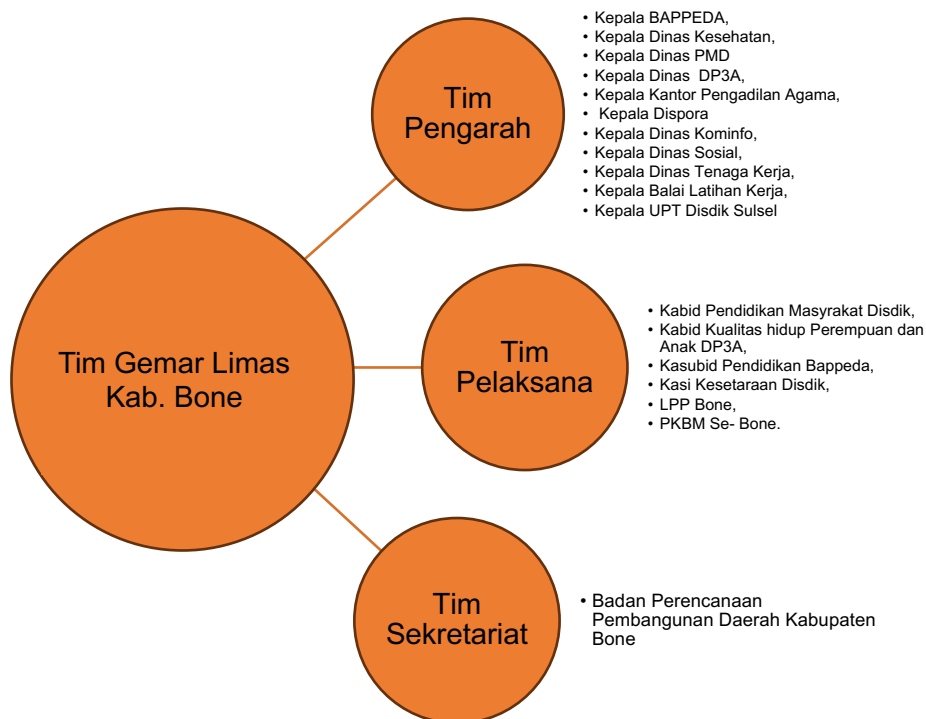 Tim Gemar Limas
Kab. Bone
Tim
Pengarah
• Kepala BAPPEDA,
• Kepala Dinas Kesehatan,
• Kepala Dinas PMD
• Kepala Dinas DP3A,
• Kepala Kantor Pengadilan Agama,
• Kepala Dispora
• Kepala Dinas Kominfo,
• Kepala Dinas Sosial,
• Kepala Dinas Tenaga Kerja,
• Kepala Balai Latihan Kerja,
• Kepala UPT Disdik Sulsel
Tim
Pelaksana
• Kabid Pendidikan Masyrakat Disdik,
• Kabid Kualitas hidup Perempuan dan
Anak DP3A,
• Kasubid Pendidikan Bappeda,
• Kasi Kesetaraan Disdik,
• LPP Bone,
• PKBM Se- Bone.
Tim
Sekretariat
• Badan Perencanaan
Pembangunan Daerah Kabupaten
Bone